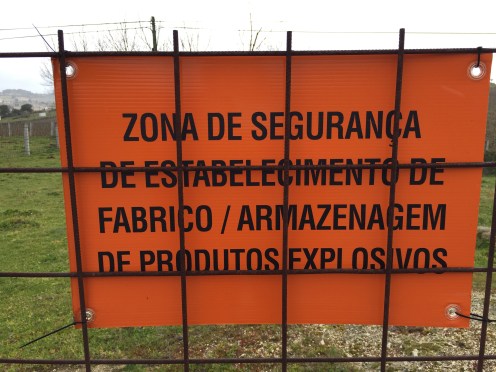 ZONA DE SEGURANÇA
DE ESTABELECIMENTO DE
FABRICO / ARMAZENAGEM
DE PRODUTOS EXPLOSIVOS